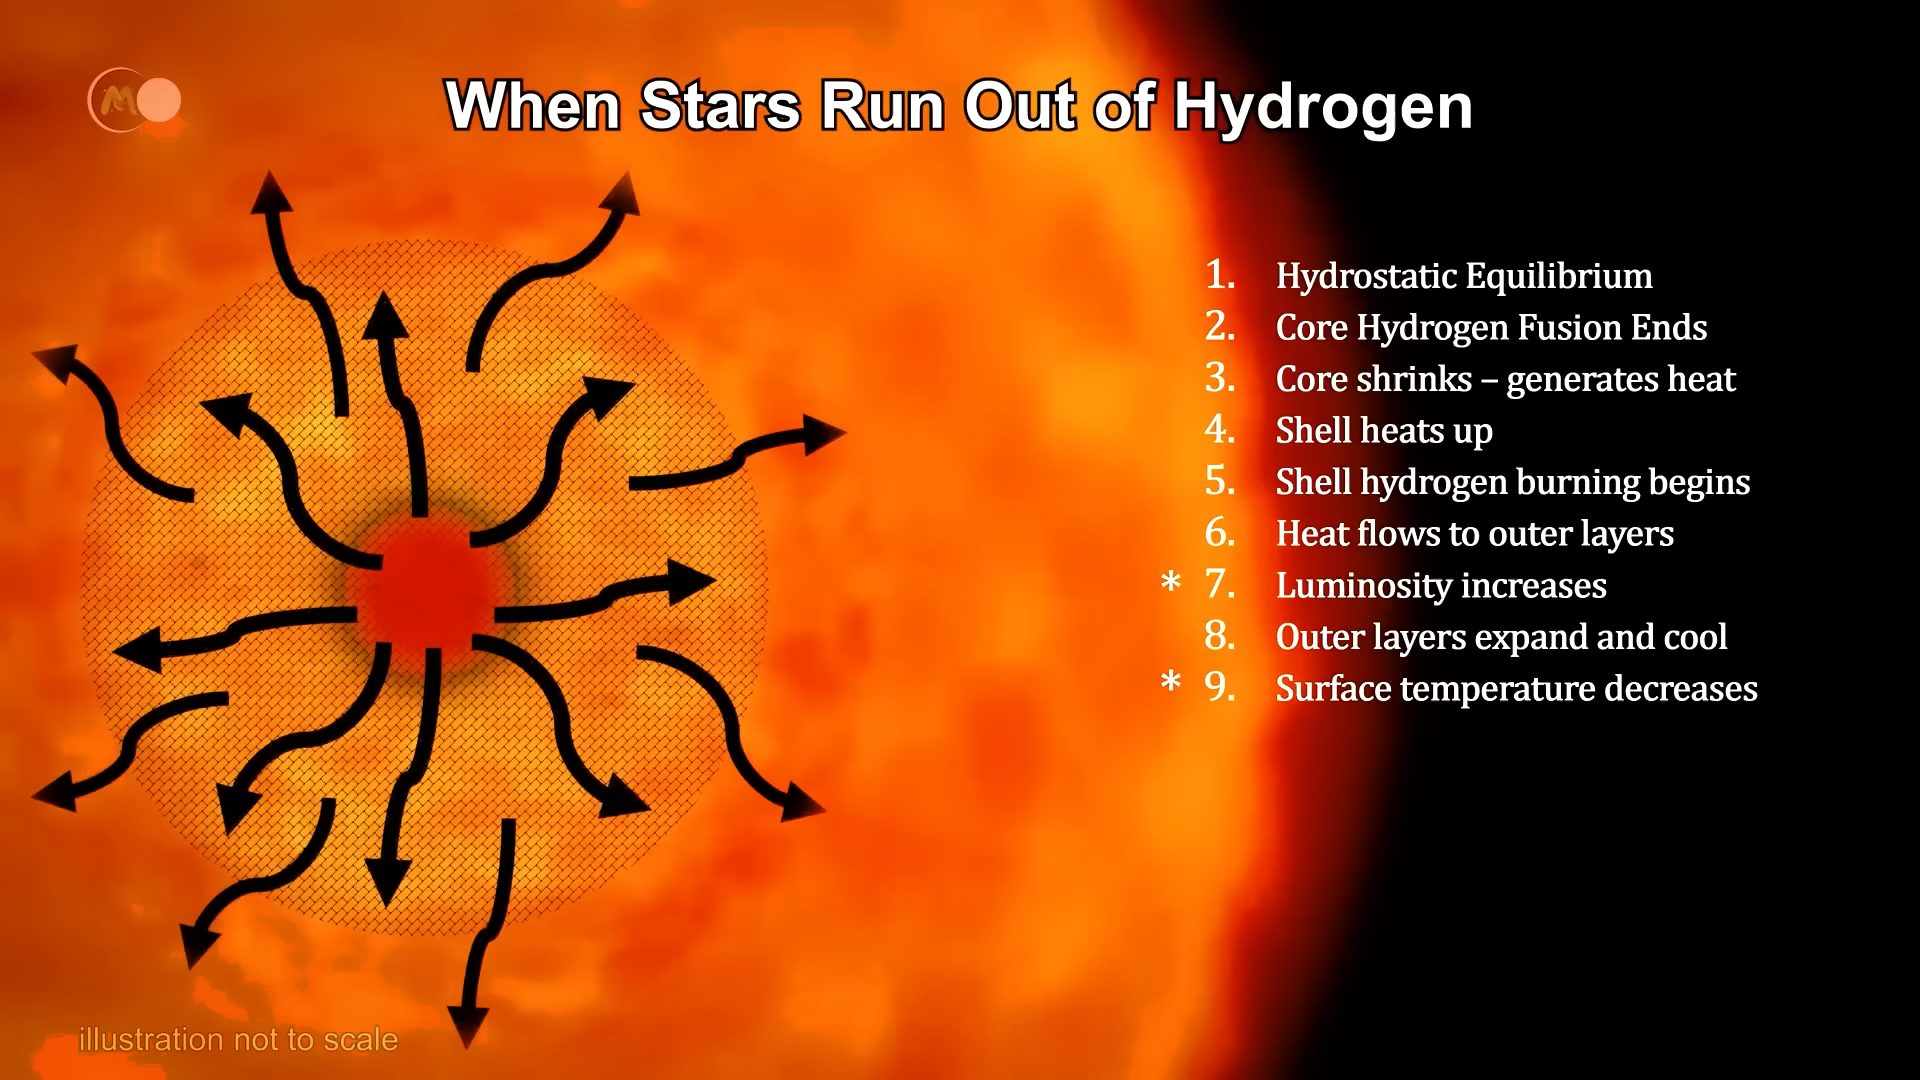 M
When Stars Run Out of Hydrogen
1. Hydrostatic Equilibrium
2. Core Hydrogen Fusion Ends
3. Core shrinks – generates heat
4. Shell heats up
5. Shell hydrogen burning begins
6. Heat flows to outer layers
* 7. Luminosity increases
8. Outer layers expand and cool
* 9. Surface temperature decreases
illustration not to scale